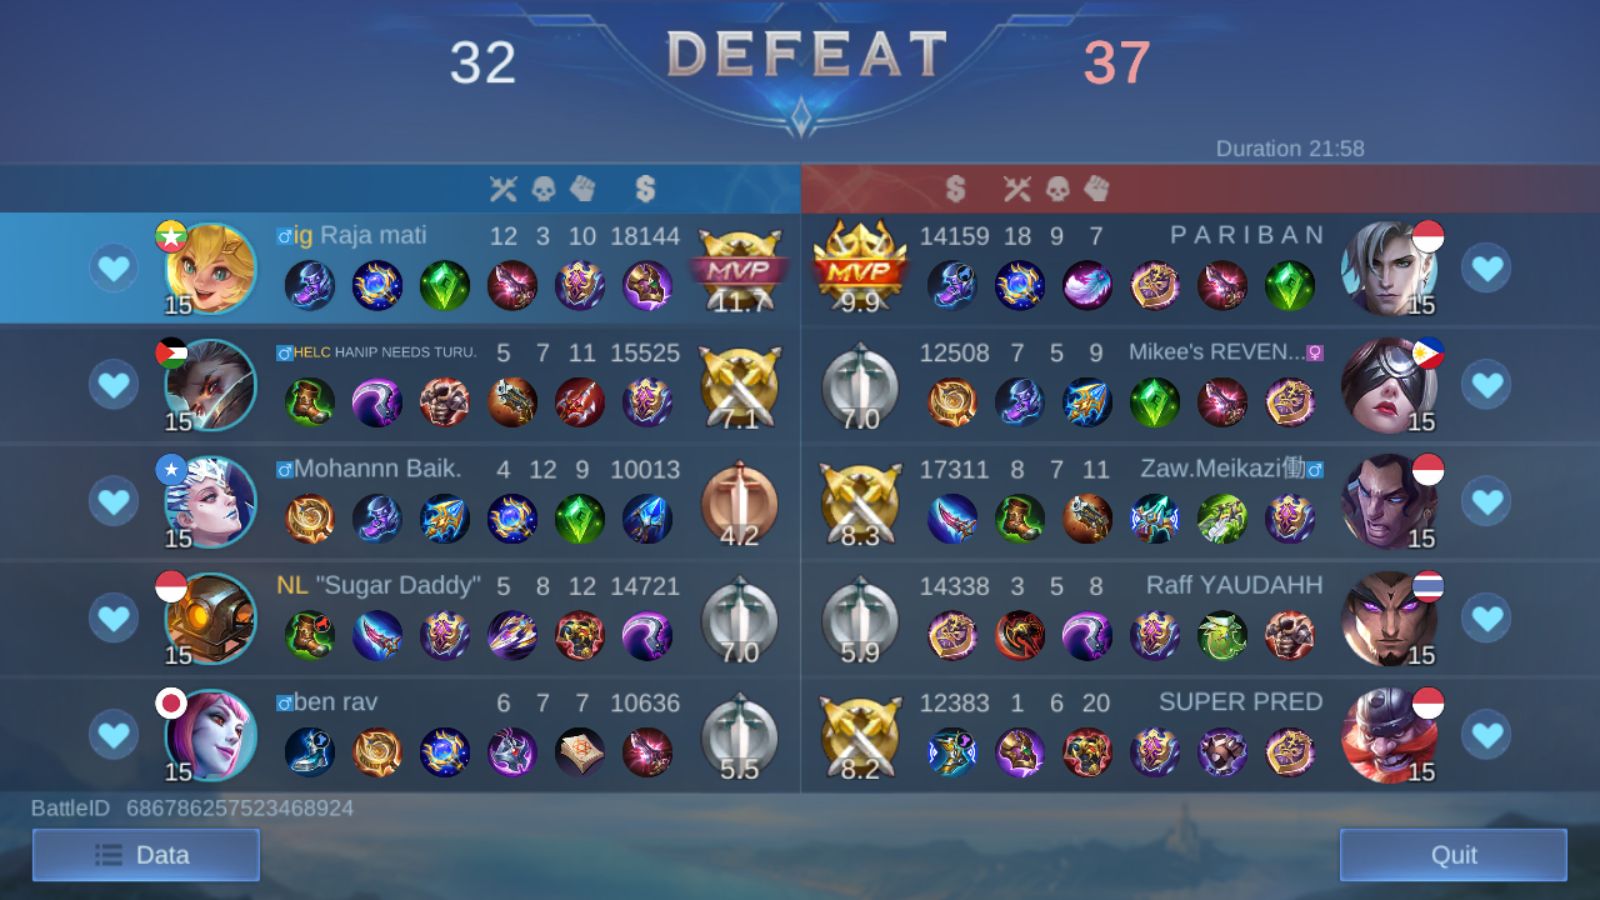 32 DEFEAT 37
Duration 21:58
ig Raja mati 12 3 10 18144 MVP 11.7 15
MVP 9.9 14159 18 9 7 P A R I B A N 15
HELC HANIP NEEDS TURU. 5 7 11 15525 7.1 15
7.0 12508 7 5 9 Mikee's REVEN... 15
Mohannn Baik. 4 12 9 10013 4.2 15
8.3 17311 8 7 11 Zaw.Meikazi働 15
NL "Sugar Daddy" 5 8 12 14721 7.0 15
5.9 14338 3 5 8 Raff YAUDAHH 15
ben rav 6 7 7 10636 5.5 15
8.2 12383 1 6 20 SUPER PRED 15
BattleID 686786257523468924
Data
Quit